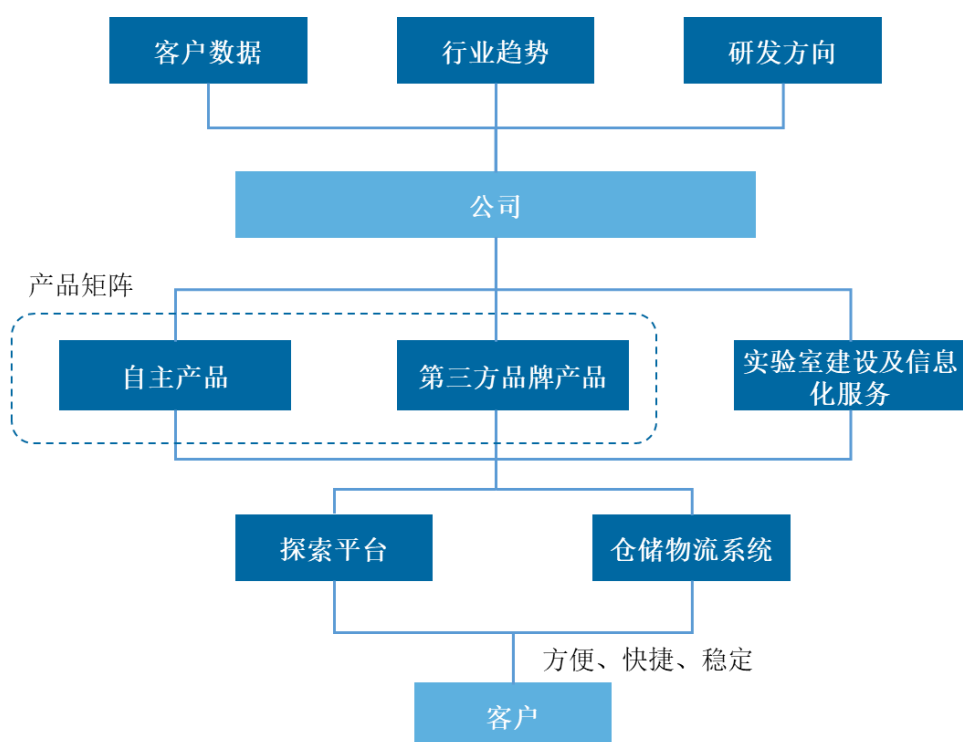 客户数据
行业趋势
研发方向
公司
产品矩阵
自主产品
第三方品牌产品
实验室建设及信息
化服务
探索平台
仓储物流系统
方便、快捷、稳定
客户